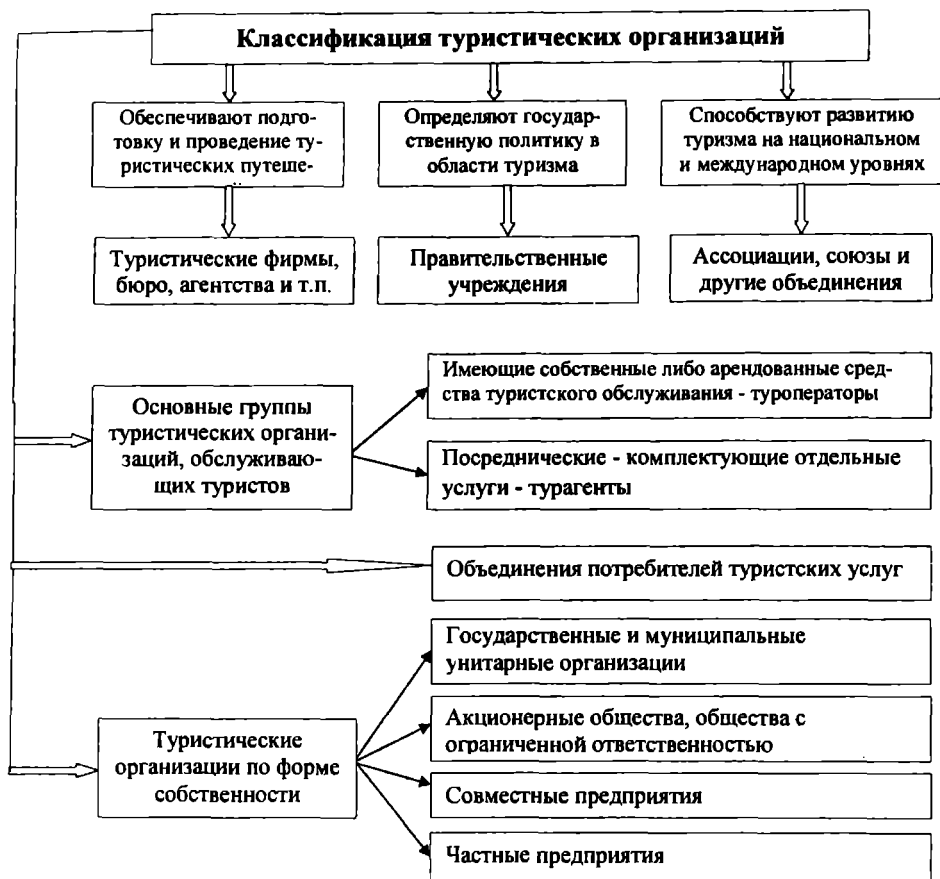 Классификация туристических организаций
Обеспечивают подго-
товку и проведение ту-
ристических путеше-
Определяют государ-
ственную политику в
области туризма
Способствуют развитию
туризма на национальном
и международном уровнях
Туристические фирмы,
бюро, агентства и т.п.
Правительственные
учреждения
Ассоциации, союзы и
другие объединения
Основные группы
туристических органи-
заций, обслуживаю-
щих туристов
Имеющие собственные либо арендованные сред-
ства туристского обслуживания - туроператоры
Посреднические - комплектующие отдельные
услуги - турагенты
Объединения потребителей туристских услуг
Туристические
организации по форме
собственности
Государственные и муниципальные
унитарные организации
Акционерные общества, общества с
ограниченной ответственностью
Совместные предприятия
Частные предприятия